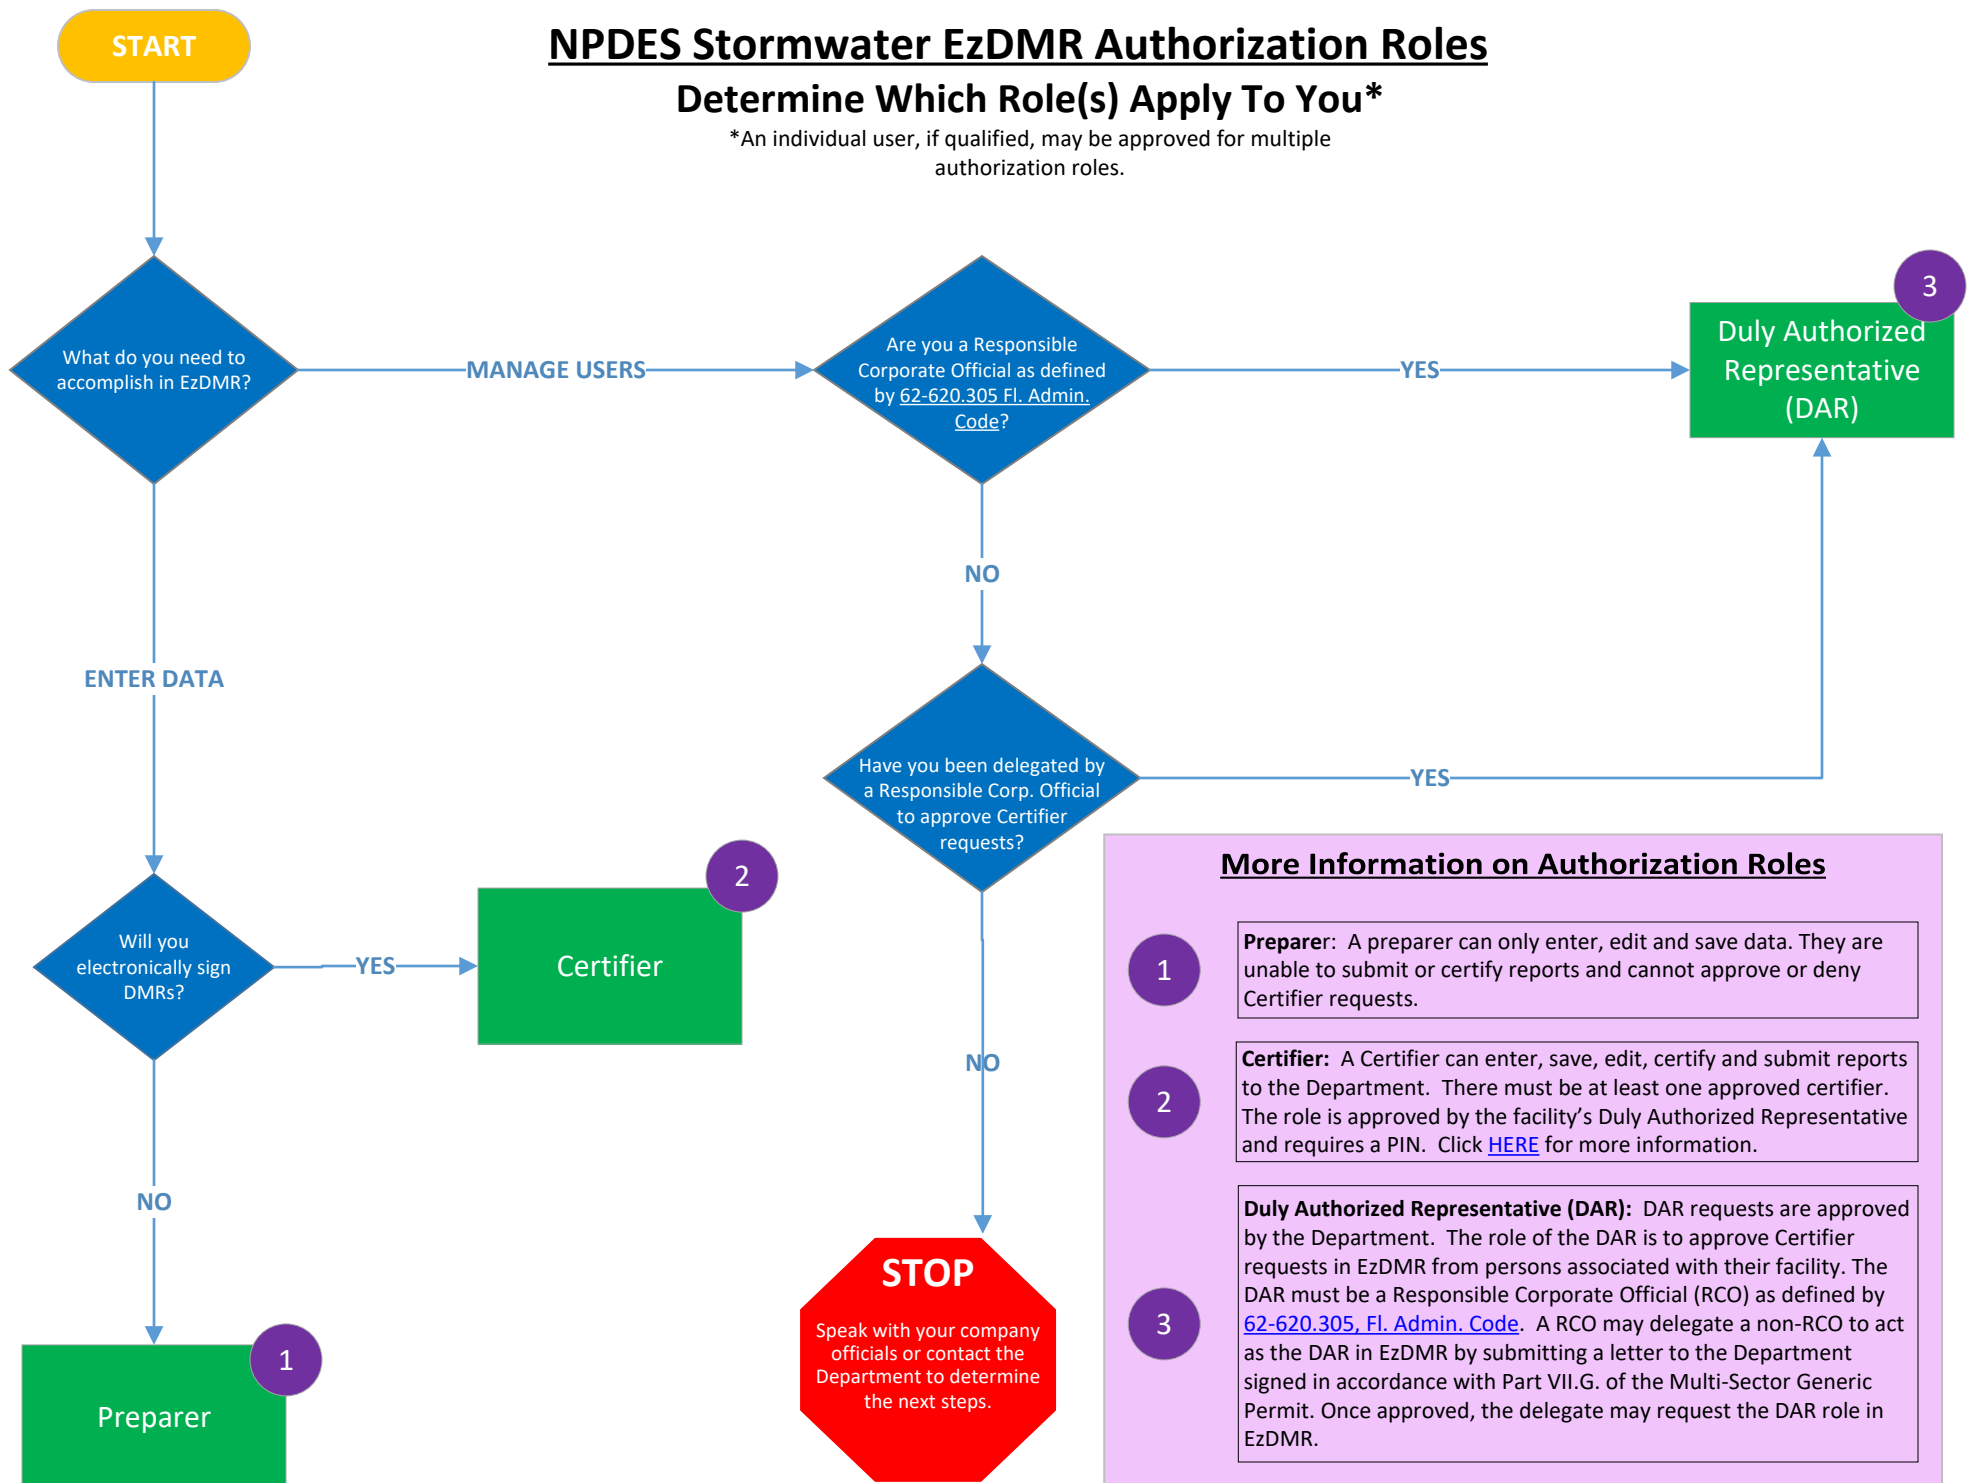 START
NPDES Stormwater EzDMR Authorization Roles
Determine Which Role(s) Apply To You*
*An individual user, if qualified, may be approved for multiple
authorization roles.
What do you need to
accomplish in EzDMR?
MANAGE USERS
Are you a Responsible
Corporate Official as defined
by 62-620.305 Fl. Admin.
Code?
YES
3
Duly Authorized
Representative
(DAR)
NO
ENTER DATA
Have you been delegated by
a Responsible Corp. Official
to approve Certifier
requests?
YES
Will you
electronically sign
DMRs?
YES
2
Certifier
NO
NO
1
Preparer
STOP
Speak with your company
officials or contact the
Department to determine
the next steps.
More Information on Authorization Roles
1
Preparer:  A preparer can only enter, edit and save data. They are
unable to submit or certify reports and cannot approve or deny
Certifier requests.
2
Certifier:  A Certifier can enter, save, edit, certify and submit reports
to the Department.  There must be at least one approved certifier.
The role is approved by the facility’s Duly Authorized Representative
and requires a PIN.  Click HERE for more information.
3
Duly Authorized Representative (DAR):  DAR requests are approved
by the Department.  The role of the DAR is to approve Certifier
requests in EzDMR from persons associated with their facility. The
DAR must be a Responsible Corporate Official (RCO) as defined by
62-620.305, Fl. Admin. Code.  A RCO may delegate a non-RCO to act
as the DAR in EzDMR by submitting a letter to the Department
signed in accordance with Part VII.G. of the Multi-Sector Generic
Permit. Once approved, the delegate may request the DAR role in
EzDMR.